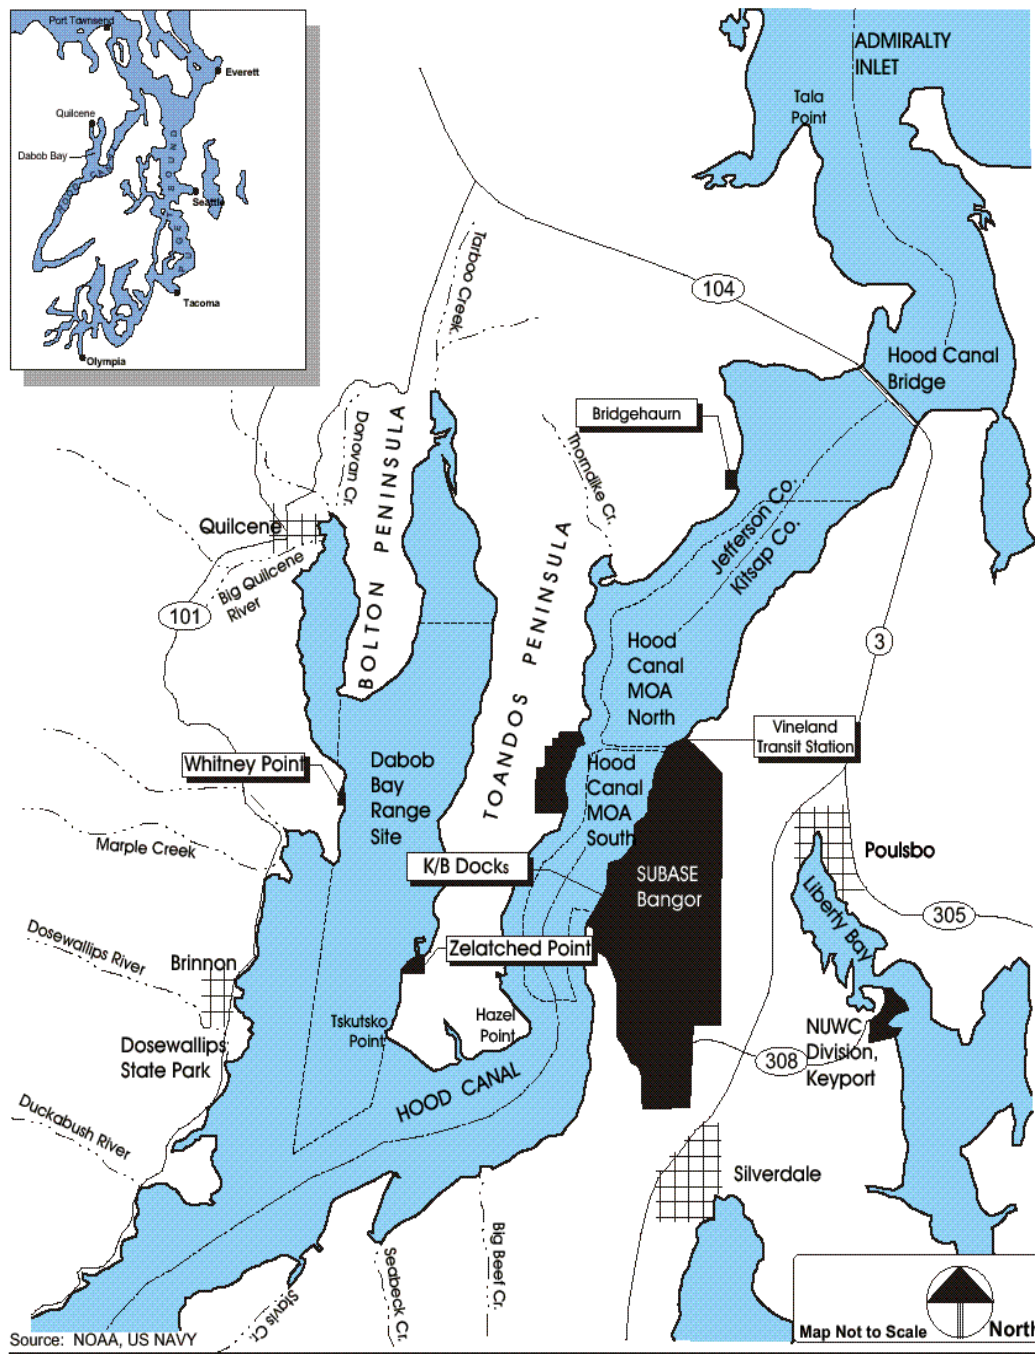 Port Townsend
Everett
Quilcene
Dabob Bay
HOOD CANAL
PUGET SOUND
Seattle
Tacoma
Olympia
ADMIRALTY
INLET
Tala
Point
Tarboo Creek
104
Hood Canal
Bridge
Bridgehaurn
Donovan Cr.
BOLTON PENINSULA
Thorndike Cr.
Jefferson Co.
Kitsap Co.
Quilcene
Big Quilcene
River
101
TOANDOS PENINSULA
3
Hood
Canal
MOA
North
Vineland
Transit Station
Whitney Point
Dabob
Bay
Range
Site
Hood
Canal
MOA
South
Marple Creek
K/B Docks
SUBASE
Bangor
Poulsbo
Liberty Bay
305
Dosewallips River
Brinnon
Zelatched Point
Tskutsko
Point
Hazel
Point
NUWC
Division,
Keyport
308
Dosewallips
State Park
HOOD CANAL
Duckabush River
Silverdale
Big Beef Cr.
Seabeck Cr.
Stavis Cr.
Source: NOAA, US NAVY
Map Not to Scale
North